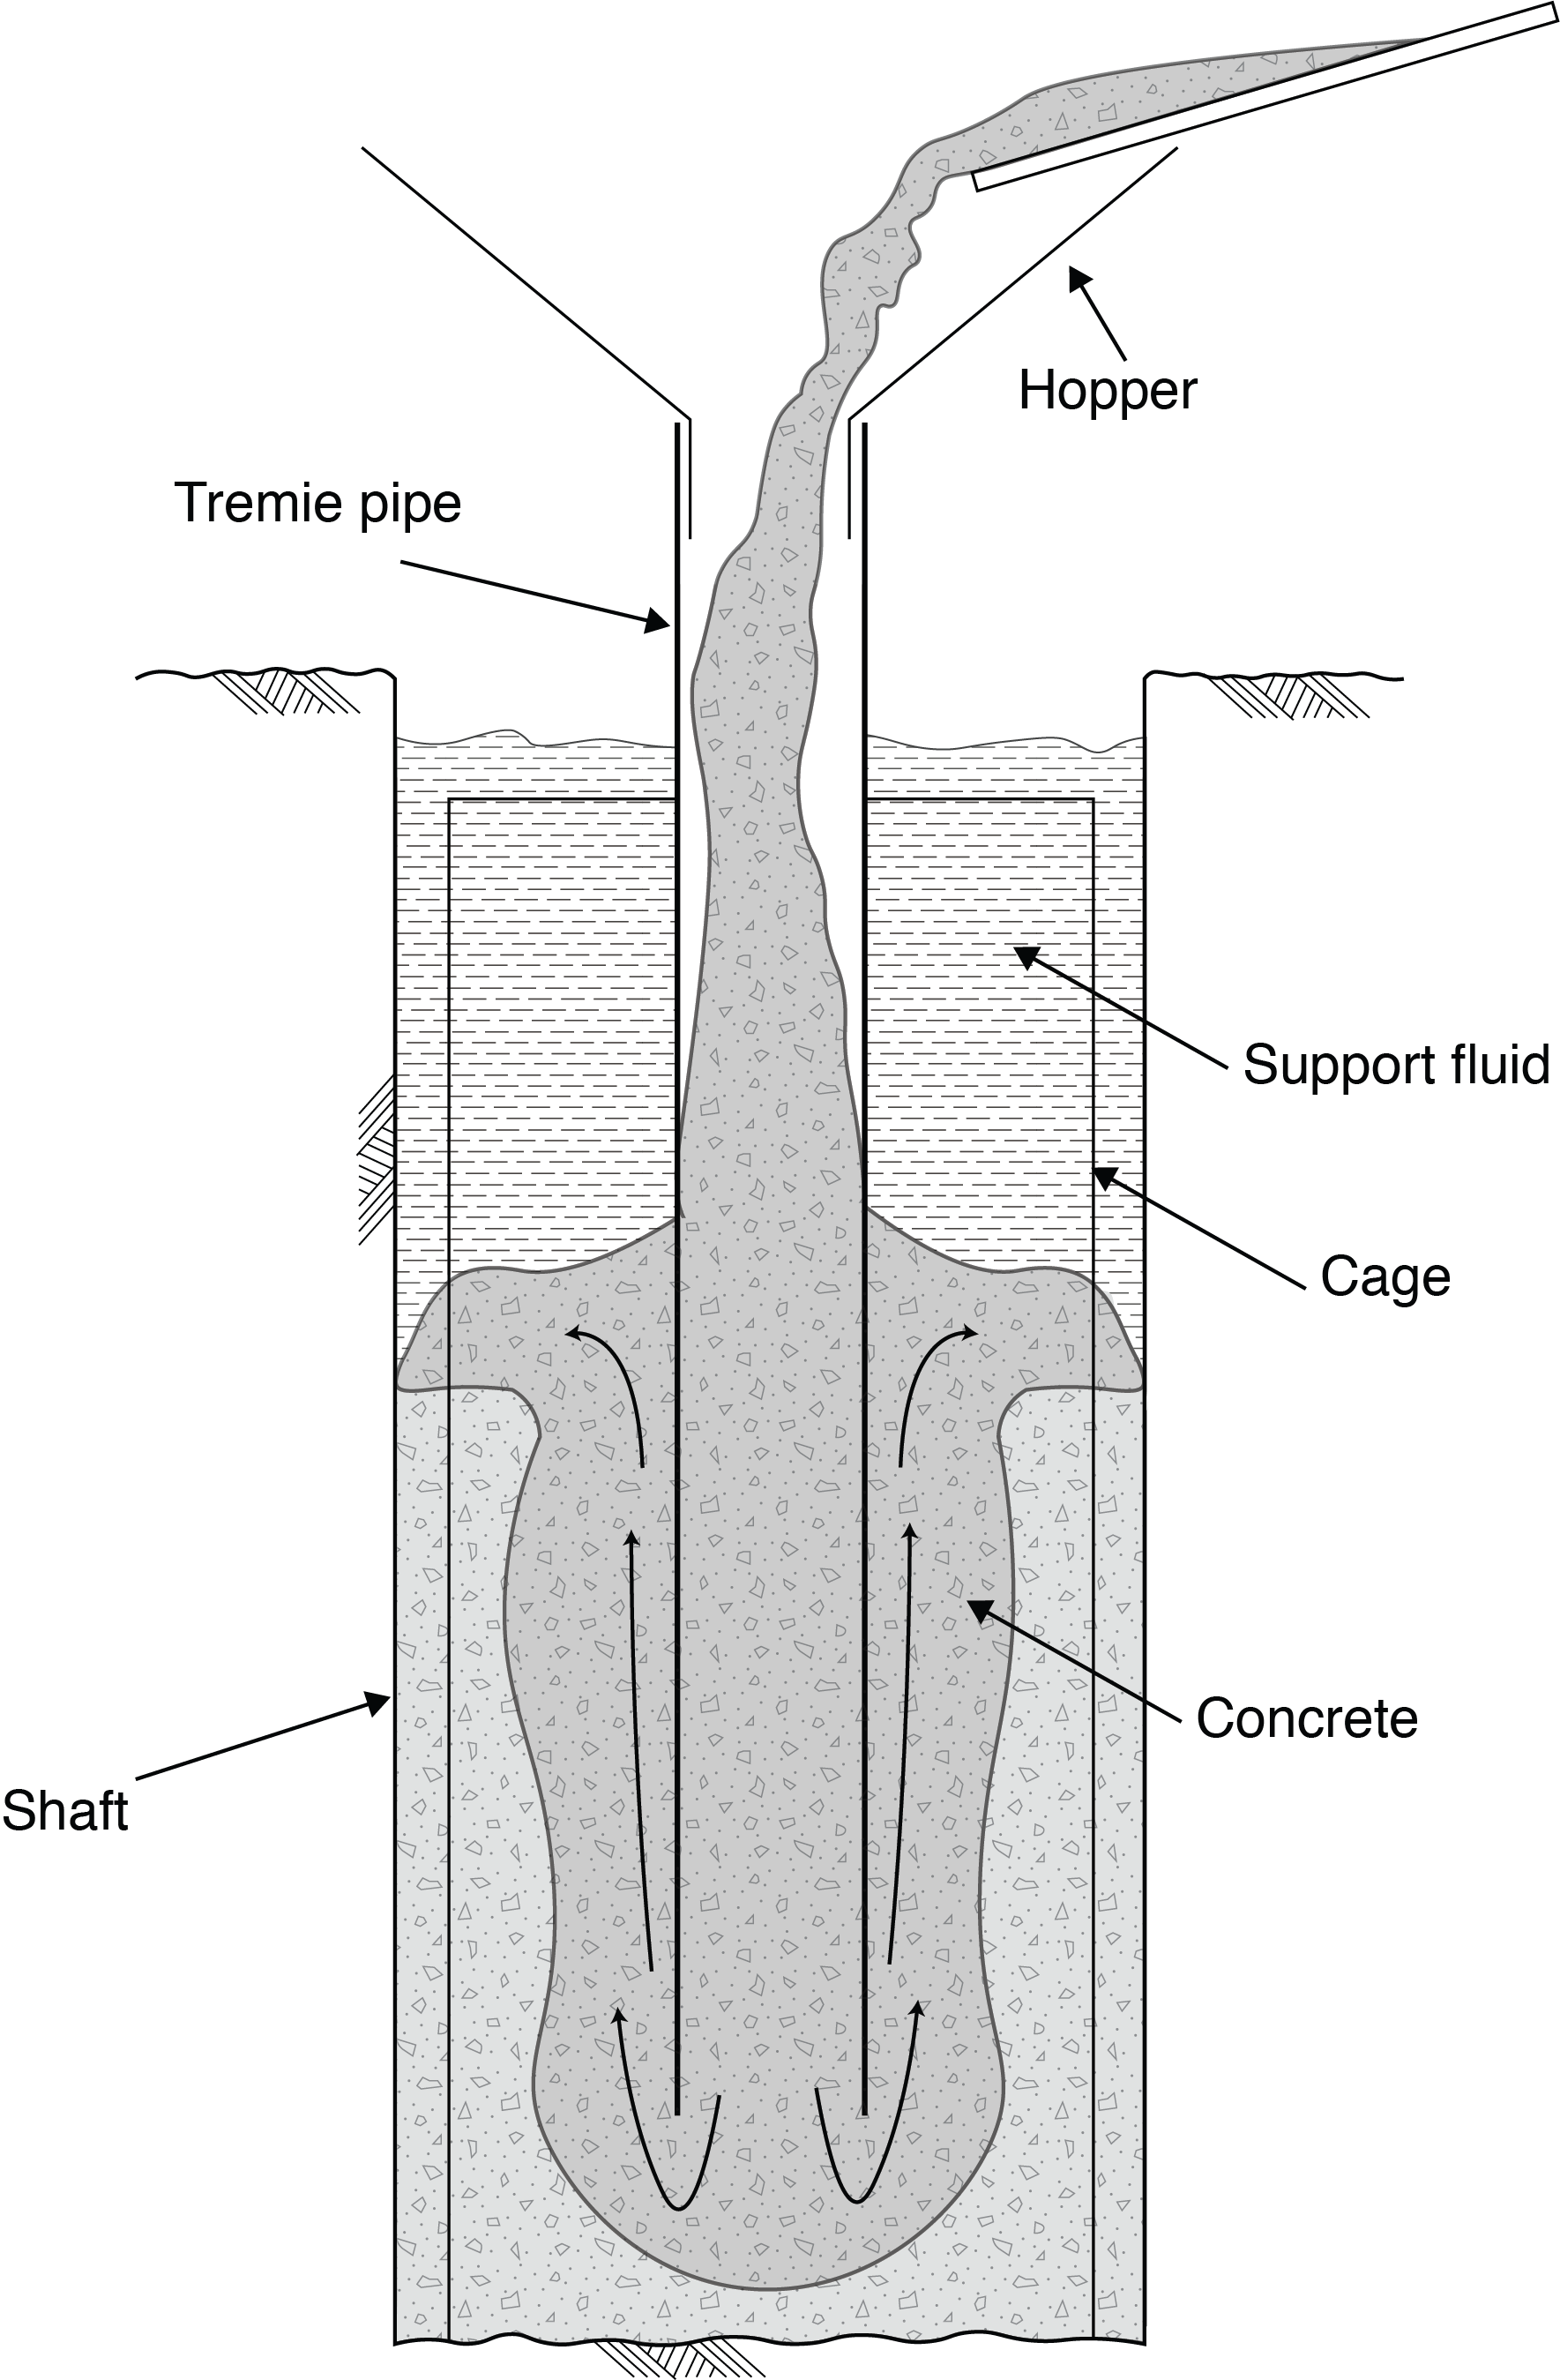 Hopper
Tremie pipe
Support fluid
Cage
Concrete
Shaft